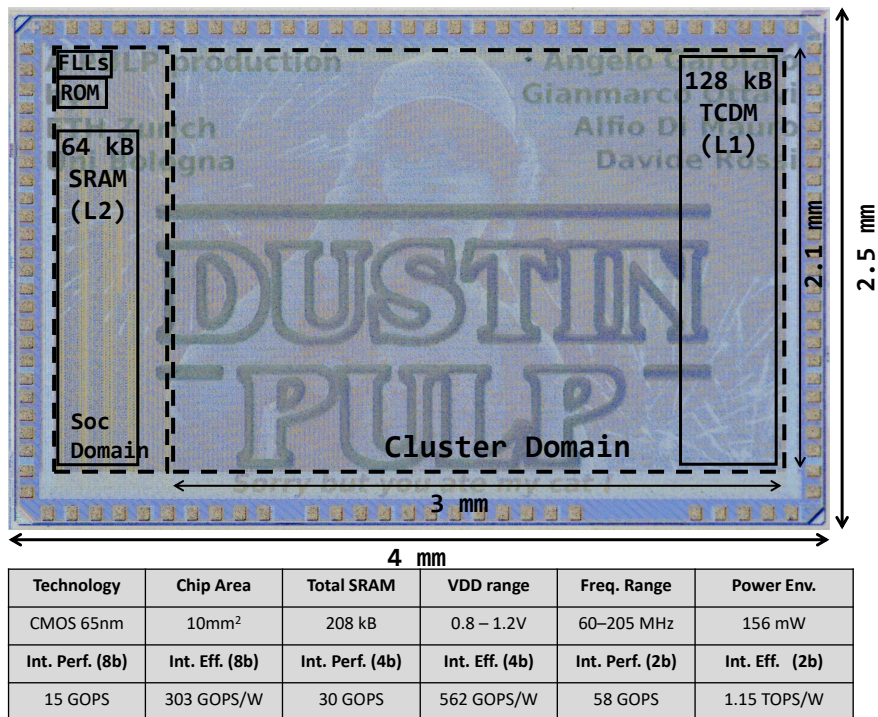 FLLs
ROM
64 kB
SRAM
(L2)
Soc
Domain
ALPULP production
by
ETH Zurich
Uni Bologna
Angelo Garofalo
Gianmarco Ottavi
Alfio Di Mauro
Davide Rossi
128 kB
TCDM
(L1)
DUSTIN
PULP
Cluster Domain
Sorry but you ate my cat !
2.1 mm
2.5 mm
3 mm
4 mm
Technology Chip Area Total SRAM VDD range Freq. Range Power Env.
CMOS 65nm 10mm² 208 kB 0.8 – 1.2V 60–205 MHz 156 mW
Int. Perf. (8b) Int. Eff. (8b) Int. Perf. (4b) Int. Eff. (4b) Int. Perf. (2b) Int. Eff. (2b)
15 GOPS 303 GOPS/W 30 GOPS 562 GOPS/W 58 GOPS 1.15 TOPS/W